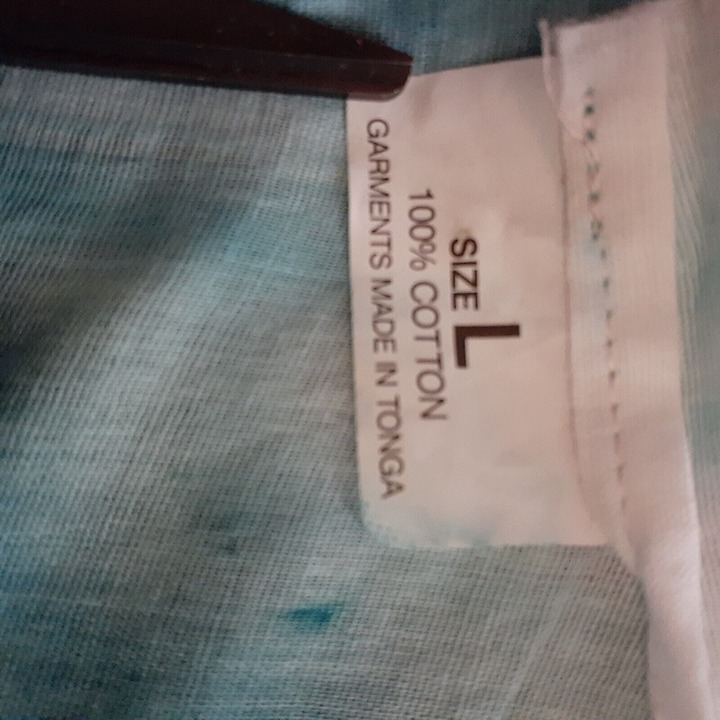 SIZE L
100% COTTON
GARMENTS MADE IN TONGA